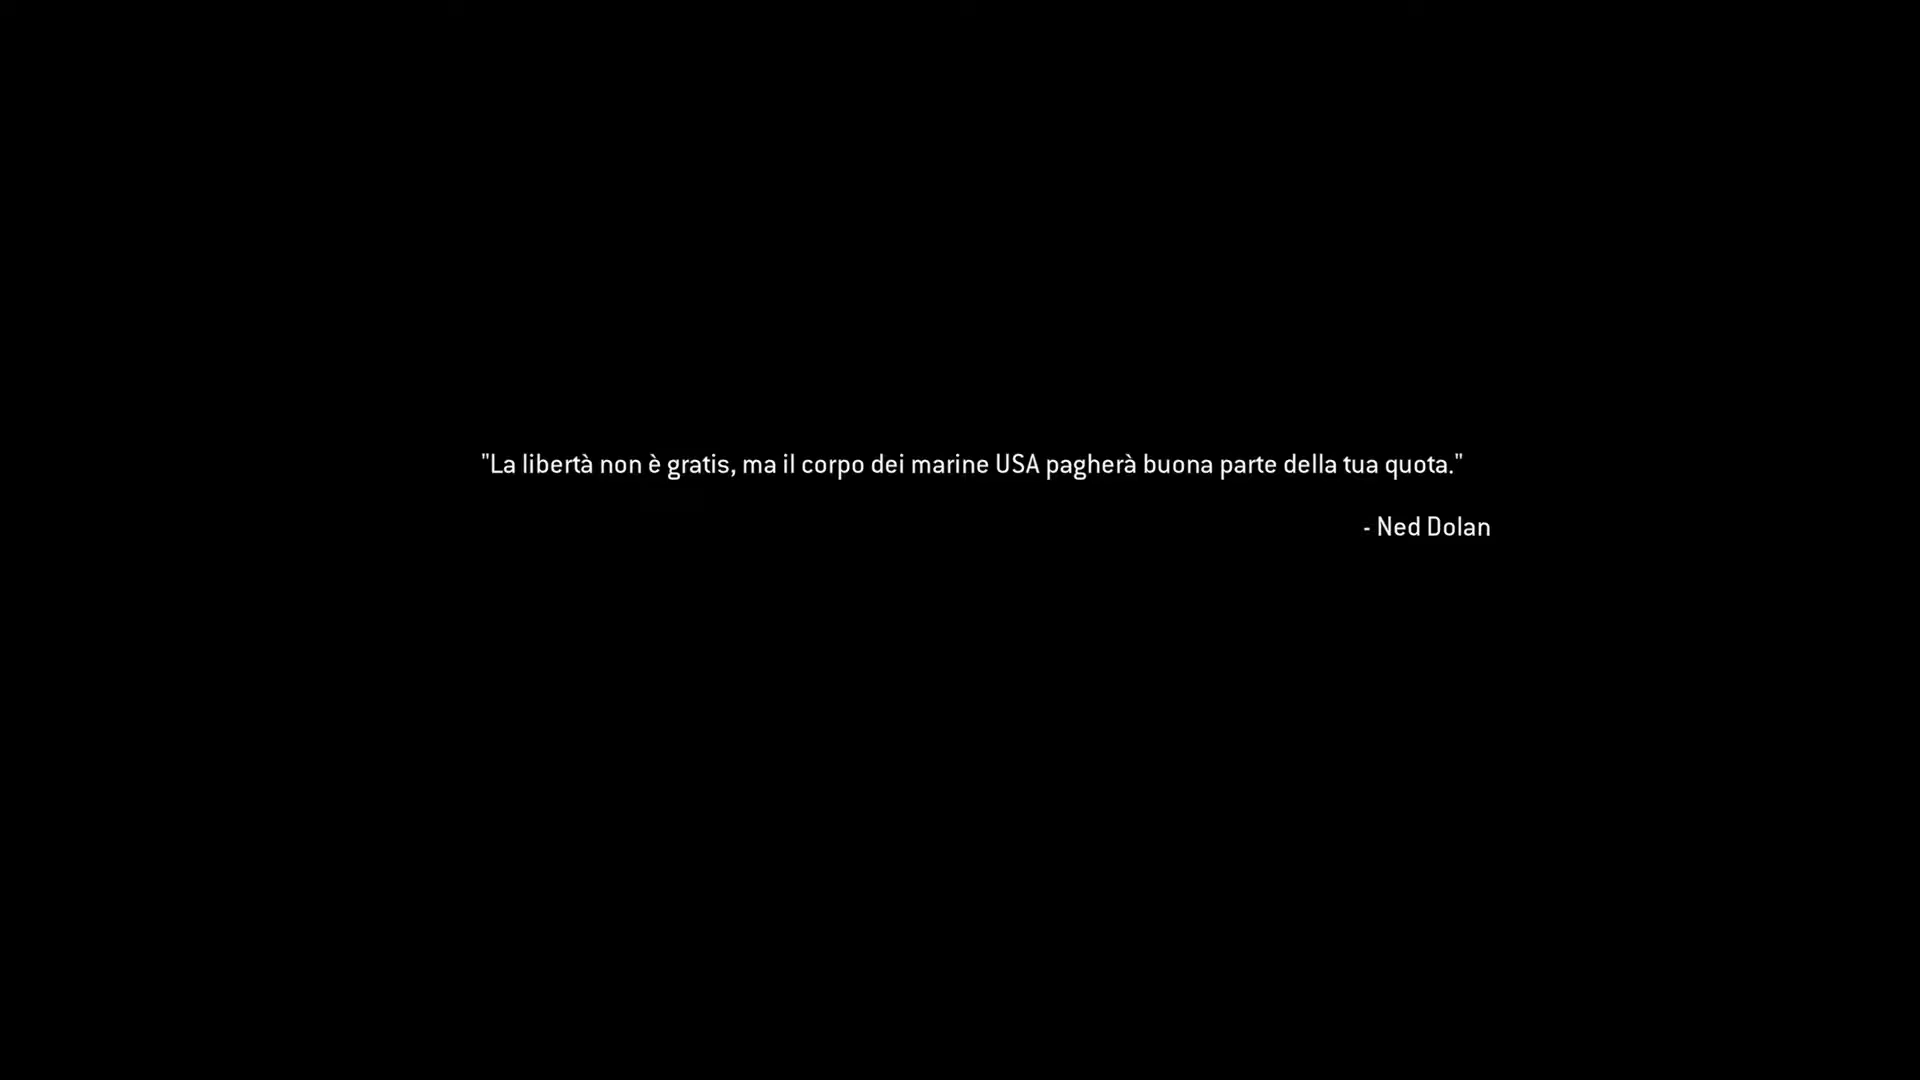 "La libertà non è gratis, ma il corpo dei marine USA pagherà buona parte della tua quota."
- Ned Dolan